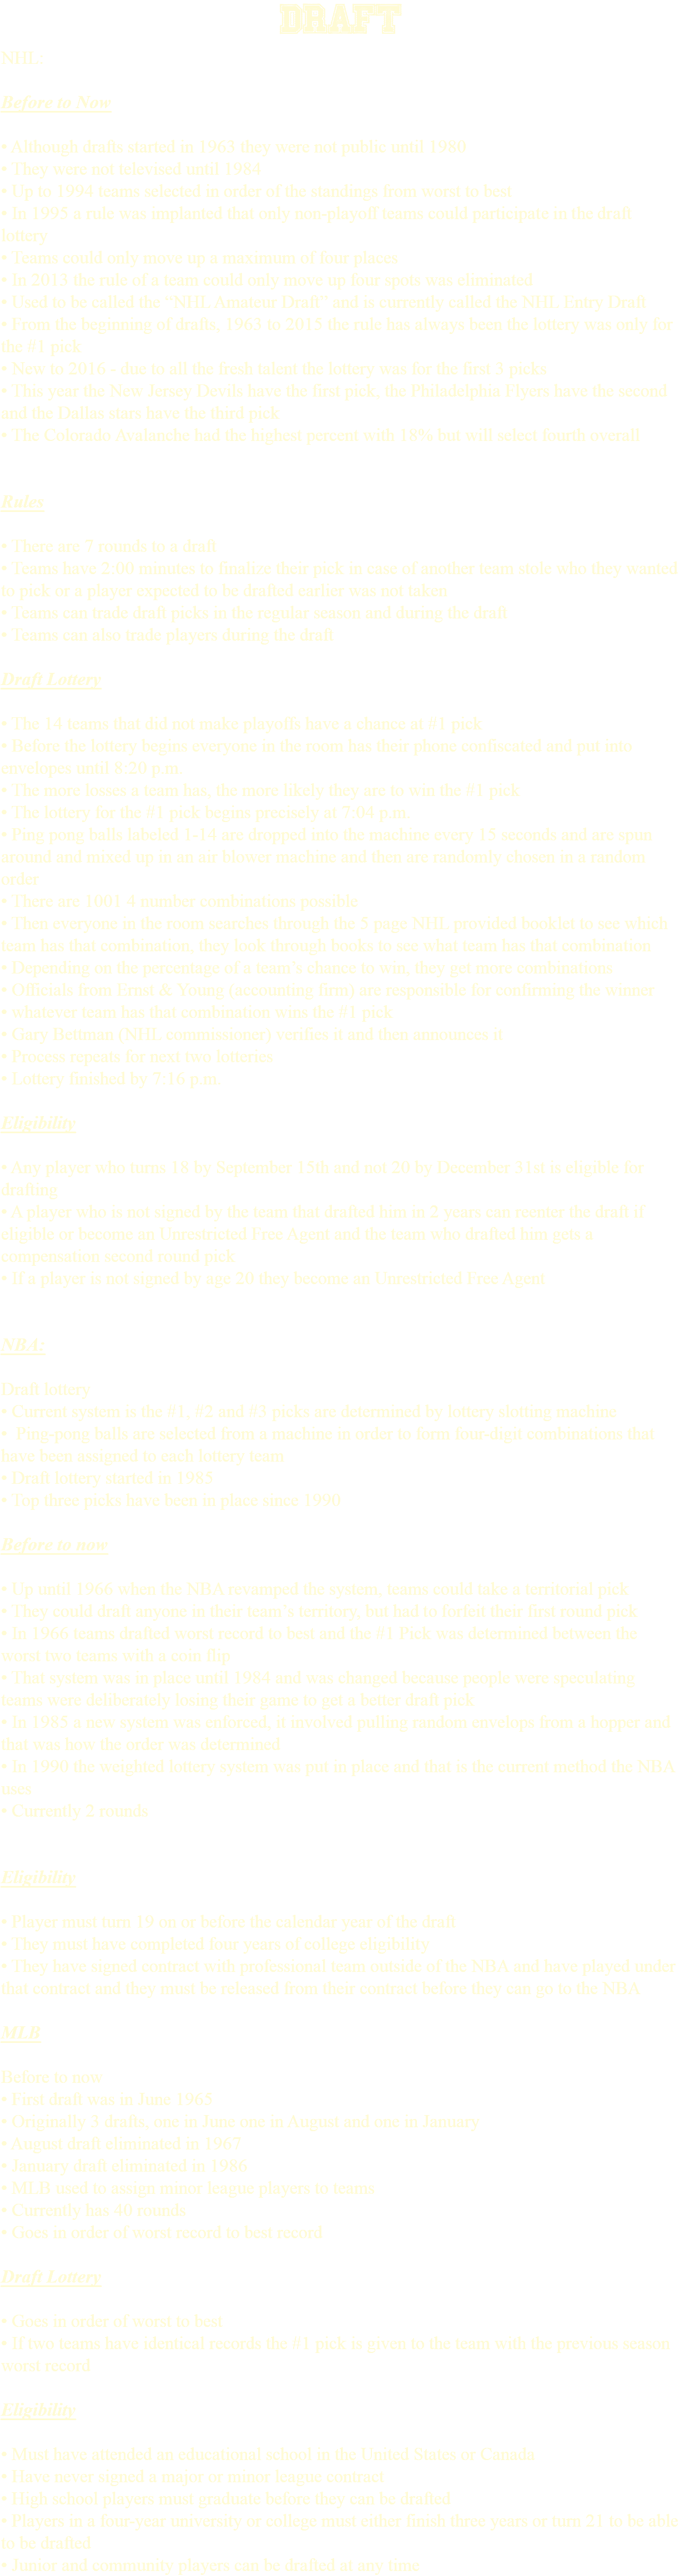 DRAFT
NHL:
Before to Now
• Although drafts started in 1963 they were not public until 1980
• They were not televised until 1984
• Up to 1994 teams selected in order of the standings from worst to best
• In 1995 a rule was implanted that only non-playoff teams could participate in the draft
lottery
• Teams could only move up a maximum of four places
• In 2013 the rule of a team could only move up four spots was eliminated
• Used to be called the “NHL Amateur Draft” and is currently called the NHL Entry Draft
• From the beginning of drafts, 1963 to 2015 the rule has always been the lottery was only for
the #1 pick
• New to 2016 - due to all the fresh talent the lottery was for the first 3 picks
• This year the New Jersey Devils have the first pick, the Philadelphia Flyers have the second
and the Dallas stars have the third pick
• The Colorado Avalanche had the highest percent with 18% but will select fourth overall
Rules
• There are 7 rounds to a draft
• Teams have 2:00 minutes to finalize their pick in case of another team stole who they wanted
to pick or a player expected to be drafted earlier was not taken
• Teams can trade draft picks in the regular season and during the draft
• Teams can also trade players during the draft
Draft Lottery
• The 14 teams that did not make playoffs have a chance at #1 pick
• Before the lottery begins everyone in the room has their phone confiscated and put into
envelopes until 8:20 p.m.
• The more losses a team has, the more likely they are to win the #1 pick
• The lottery for the #1 pick begins precisely at 7:04 p.m.
• Ping pong balls labeled 1-14 are dropped into the machine every 15 seconds and are spun
around and mixed up in an air blower machine and then are randomly chosen in a random
order
• There are 1001 4 number combinations possible
• Then everyone in the room searches through the 5 page NHL provided booklet to see which
team has that combination. they look through books to see what team has that combination
• Depending on the percentage of a team’s chance to win, they get more combinations
• Officials from Ernst & Young (accounting firm) are responsible for confirming the winner
• whatever team has that combination wins the #1 pick
• Gary Bettman (NHL commissioner) verifies it and then announces it
• Process repeats for next two lotteries
• Lottery finished by 7:16 p.m.
Eligibility
• Any player who turns 18 by September 15th and not 20 by December 31st is eligible for
drafting
• A player who is not signed by the team that drafted him in 2 years can reenter the draft if
eligible or become an Unrestricted Free Agent and the team who drafted him gets a
compensation second round pick
• If a player is not signed by age 20 they become an Unrestricted Free Agent
NBA:
Draft lottery
• Current system is the #1, #2 and #3 picks are determined by lottery slotting machine
•  Ping-pong balls are selected from a machine in order to form four-digit combinations that
have been assigned to each lottery team
• Draft lottery started in 1985
• Top three picks have been in place since 1990
Before to now
• Up until 1966 when the NBA revamped the system, teams could take a territorial pick
• They could draft anyone in their team’s territory, but had to forfeit their first round pick
• In 1966 teams drafted worst record to best and the #1 Pick was determined between the
worst two teams with a coin flip
• That system was in place until 1984 and was changed because people were speculating
teams were deliberately losing their game to get a better draft pick
• In 1985 a new system was enforced, it involved pulling random envelops from a hopper and
that was how the order was determined
• In 1990 the weighted lottery system was put in place and that is the current method the NBA
uses
• Currently 2 rounds
Eligibility
• Player must turn 19 on or before the calendar year of the draft
• They must have completed four years of college eligibility
• They have signed contract with professional team outside of the NBA and have played under
that contract and they must be released from their contract before they can go to the NBA
MLB
Before to now
• First draft was in June 1965
• Originally 3 drafts, one in June one in August and one in January
• August draft eliminated in 1967
• January draft eliminated in 1986
• MLB used to assign minor league players to teams
• Currently has 40 rounds
• Goes in order of worst record to best record
Draft Lottery
• Goes in order of worst to best
• If two teams have identical records the #1 pick is given to the team with the previous season
worst record
Eligibility
• Must have attended an educational school in the United States or Canada
• Have never signed a major or minor league contract
• High school players must graduate before they can be drafted
• Players in a four-year university or college must either finish three years or turn 21 to be able
to be drafted
• Junior and community players can be drafted at any time